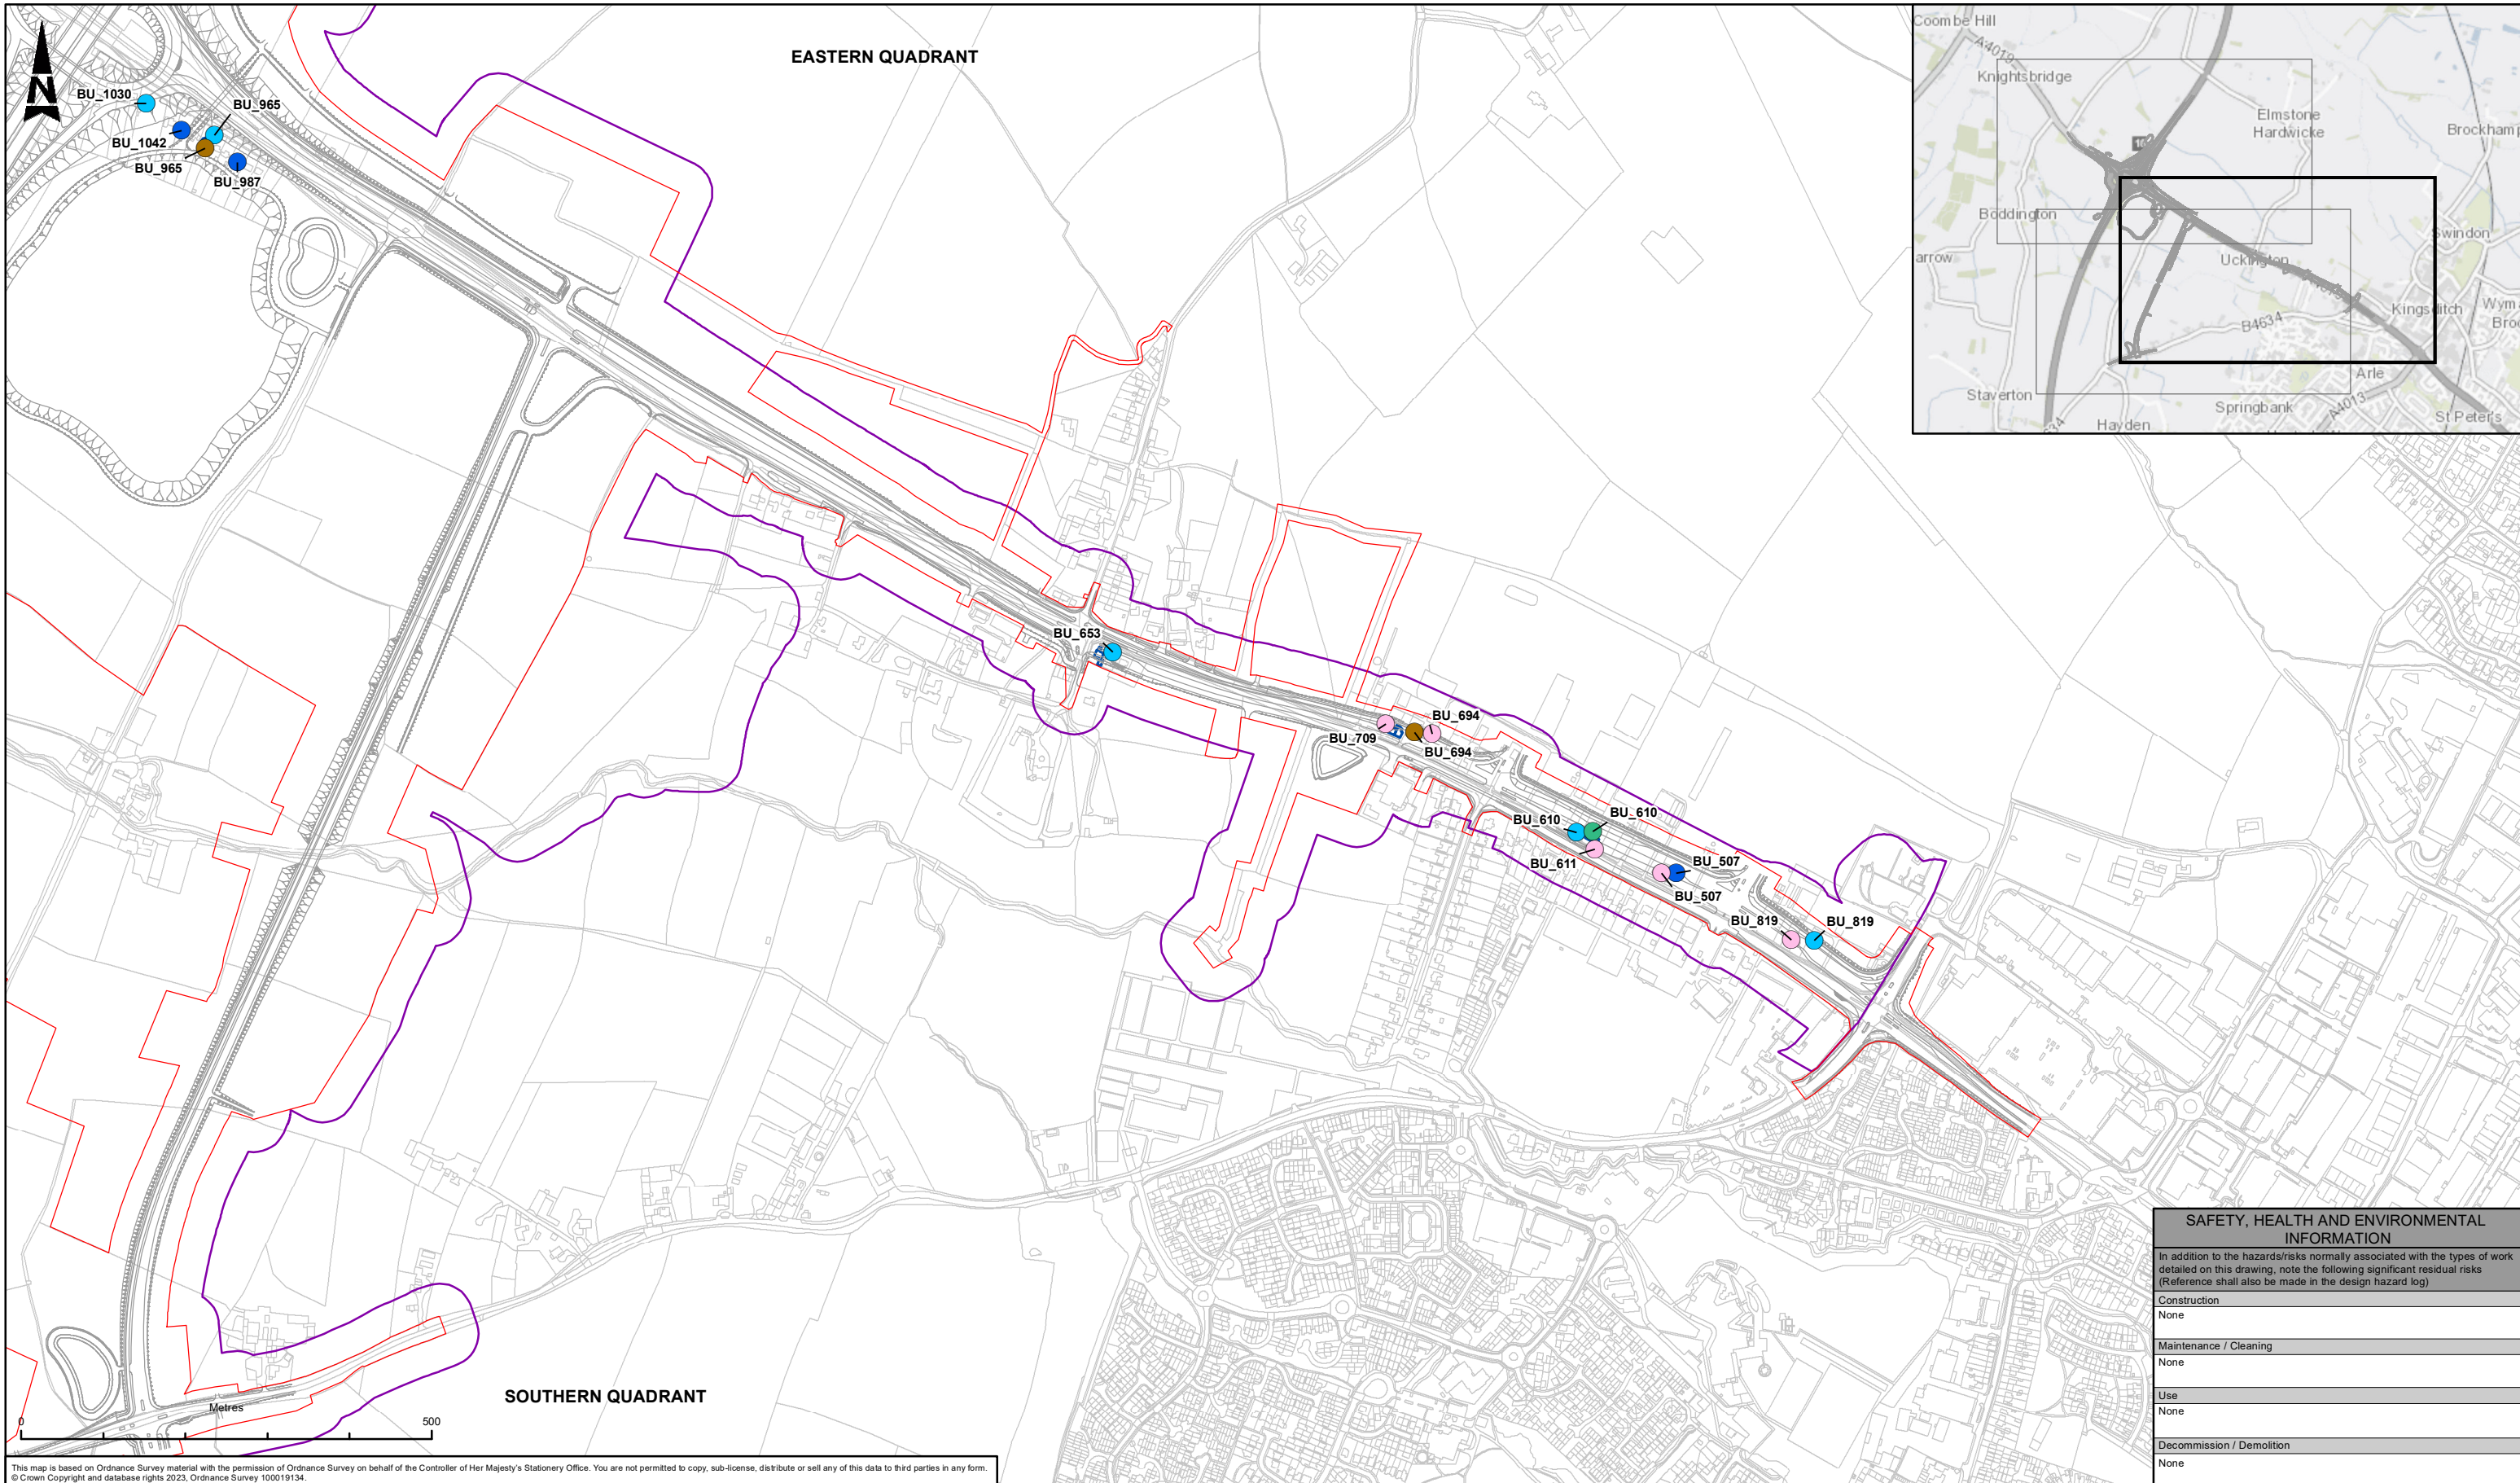 EASTERN QUADRANT
N
BU_1030
BU_965
BU_1042
BU_965
BU_987
Coombe Hill
A4019
Knightsbridge
Elmstone
Hardwicke
Brockhamp
Boddington
Swindon
arrow
Uckington
Kingsditch
Wyma
Broo
B4634
Arle
Staverton
Springbank
A4013
St Peter's
Hayden
BU_653
BU_694
BU_709
BU_694
BU_610
BU_610
BU_611
BU_507
BU_507
BU_819
BU_819
SOUTHERN QUADRANT
Metres
0
500
SAFETY, HEALTH AND ENVIRONMENTAL
INFORMATION
In addition to the hazards/risks normally associated with the types of work
detailed on this drawing, note the following significant residual risks
(Reference shall also be made in the design hazard log)
Construction
None
Maintenance / Cleaning
None
Use
None
Decommission / Demolition
None
This map is based on Ordnance Survey material with the permission of Ordnance Survey on behalf of the Controller of Her Majesty's Stationery Office. You are not permitted to copy, sub-license, distribute or sell any of this data to third parties in any form.
© Crown Copyright and database rights 2023, Ordnance Survey 100019134.